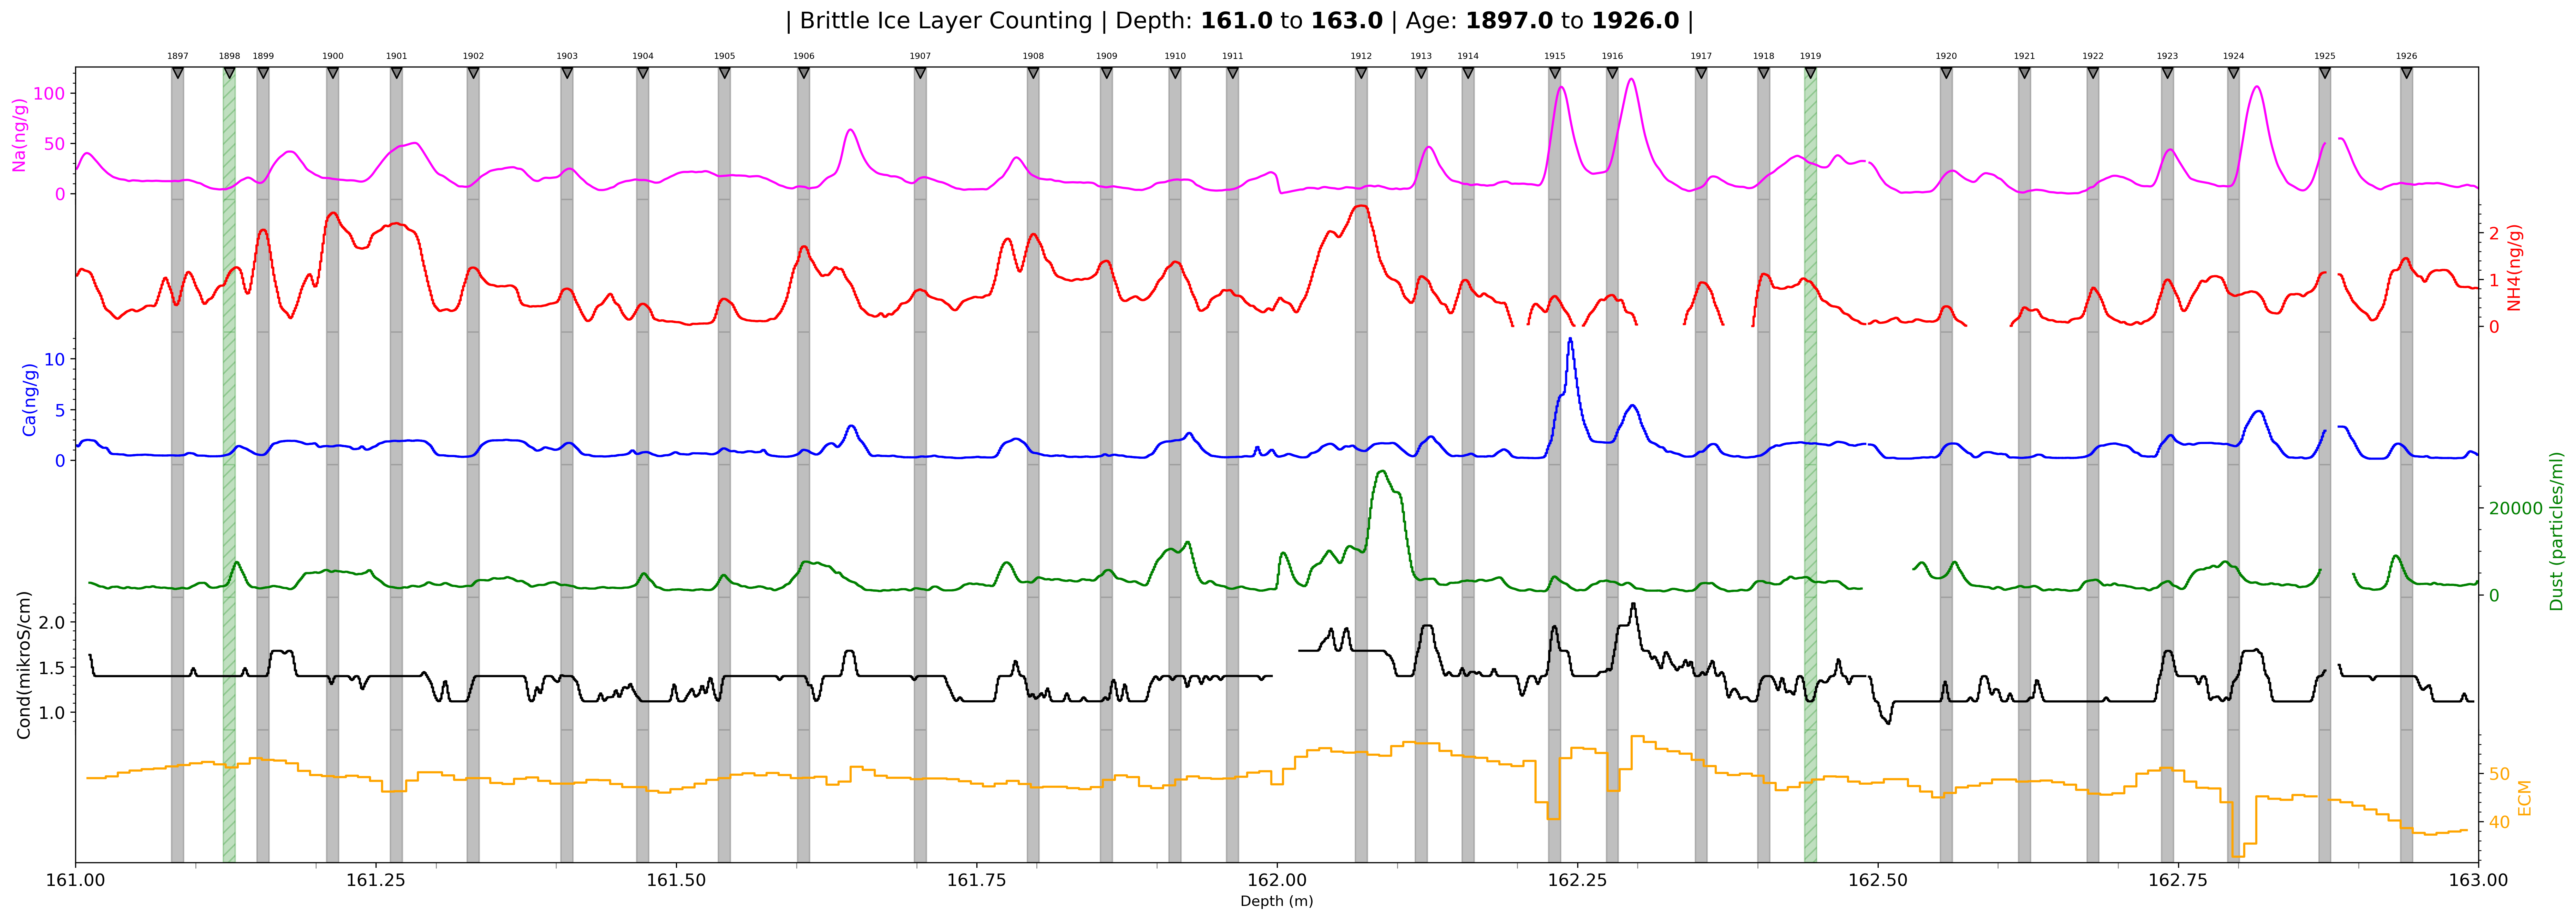 | Brittle Ice Layer Counting | Depth: 161.0 to 163.0 | Age: 1897.0 to 1926.0 |
1897 1898 1899 1900 1901 1902 1903 1904 1905 1906 1907 1908 1909 1910 1911 1912 1913 1914 1915 1916 1917 1918 1919 1920 1921 1922 1923 1924 1925 1926
Na(ng/g)
100
50
0
NH4(ng/g)
2
1
0
Ca(ng/g)
10
5
0
Dust (particles/ml)
20000
0
Cond(mikroS/cm)
2.0
1.5
1.0
ECM
50
40
161.00 161.25 161.50 161.75 162.00 162.25 162.50 162.75 163.00
Depth (m)